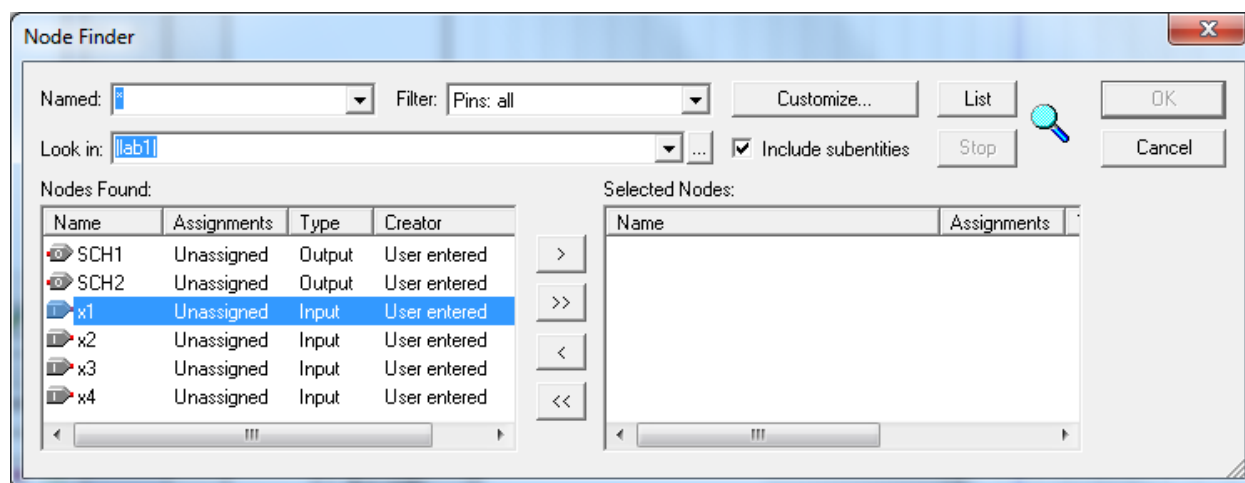 Node Finder
Named: * Filter: Pins: all Customize... List OK
Look in: |lab1| ... Include subentities Stop Cancel
Nodes Found: Selected Nodes:
Name Assignments Type Creator > Name Assignments
SCH1 Unassigned Output User entered
SCH2 Unassigned Output User entered
x1 Unassigned Input User entered >>
x2 Unassigned Input User entered <
x3 Unassigned Input User entered
x4 Unassigned Input User entered <<